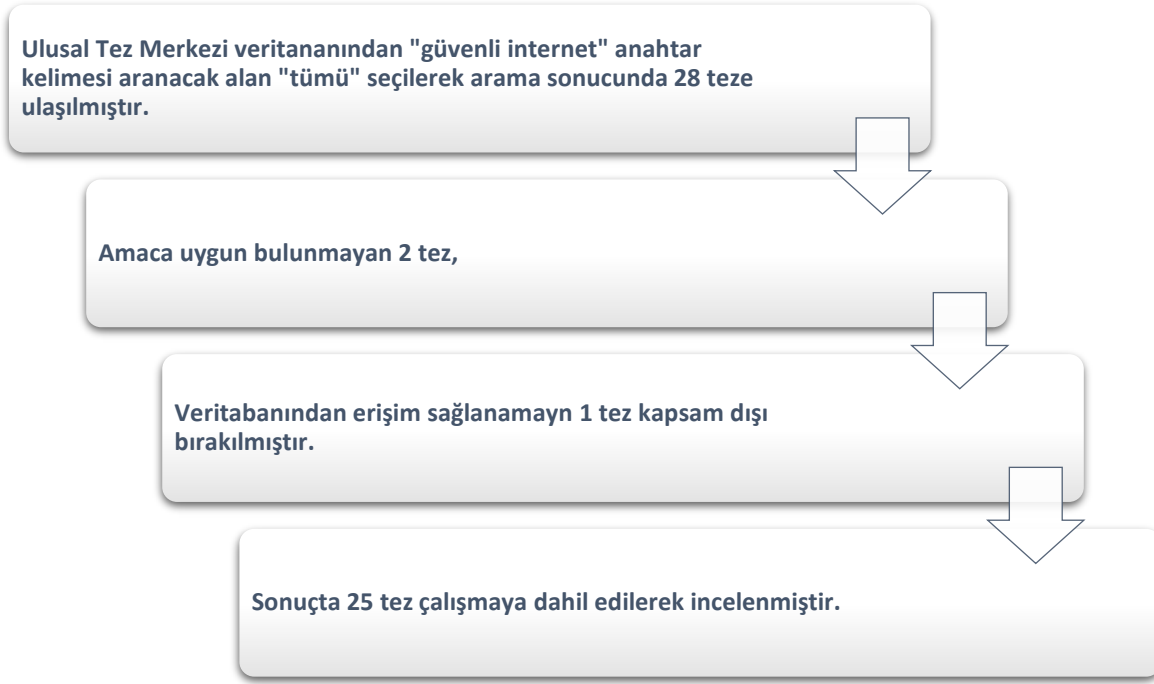 Ulusal Tez Merkezi veritananından "güvenli internet" anahtar
kelimesi aranacak alan "tümü" seçilerek arama sonucunda 28 teze
ulaşılmıştır.
Amaca uygun bulunmayan 2 tez,
Veritabanından erişim sağlanamayn 1 tez kapsam dışı
bırakılmıştır.
Sonuçta 25 tez çalışmaya dahil edilerek incelenmiştir.